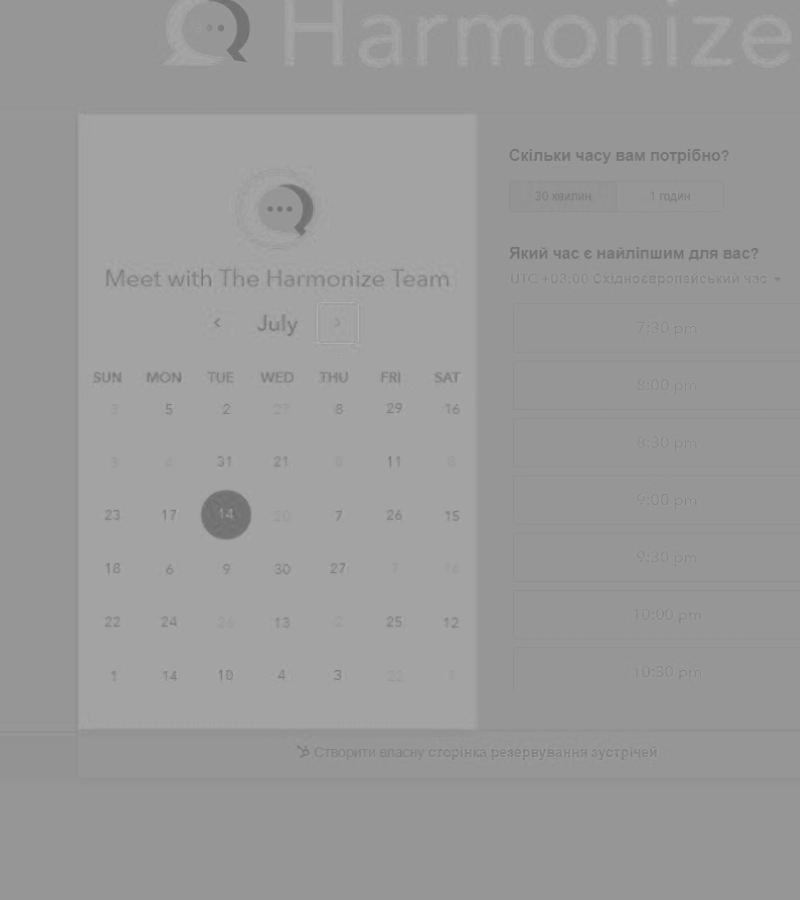 Harmonize
Meet with The Harmonize Team
July
SUN MON TUE WED THU FRI SAT
3 5 2 27 8 29 16
3 4 31 21 6 11 8
23 17 14 20 7 26 15
18 6 9 30 27 7 16
22 24 26 13 2 25 12
1 14 10 4 3 22
Скільки часу вам потрібно?
30 хвилин 1 годин
Який час є найліпшим для вас?
UTC +03:00 Східноєвропейський час
7:30 pm
8:00 pm
8:30 pm
9:00 pm
9:30 pm
10:00 pm
10:30 pm
Створити власну сторінка резервування зустрічей